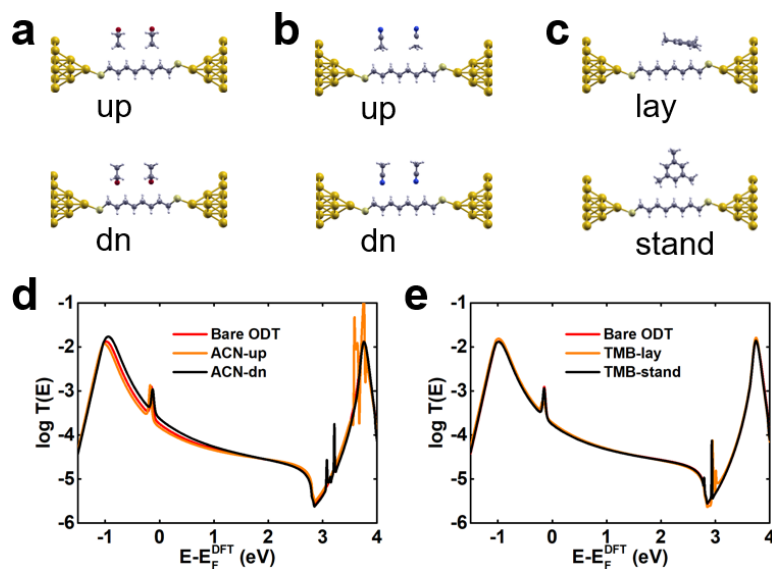 a b c
up up lay
dn dn stand
d e
-1 -1
Bare ODT Bare ODT
ACN-up TMB-lay
ACN-dn TMB-stand
-2 -2
log T(E) log T(E)
-3 -3
-4 -4
-5 -5
-6 -6
-1 0 1 2 3 4 -1 0 1 2 3 4
E-E_F^DFT (eV) E-E_F^DFT (eV)